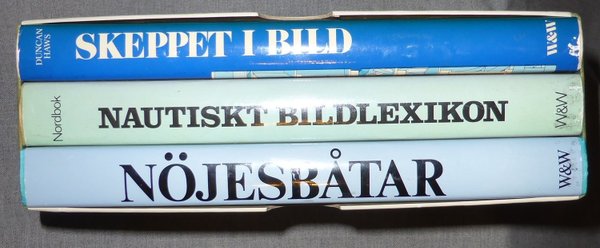 DUNCAN
HAWS
SKEPPET I BILD
W&W
Nordbok
NAUTISKT BILDLEXIKON
W&W
NÖJESBÅTAR
W&W